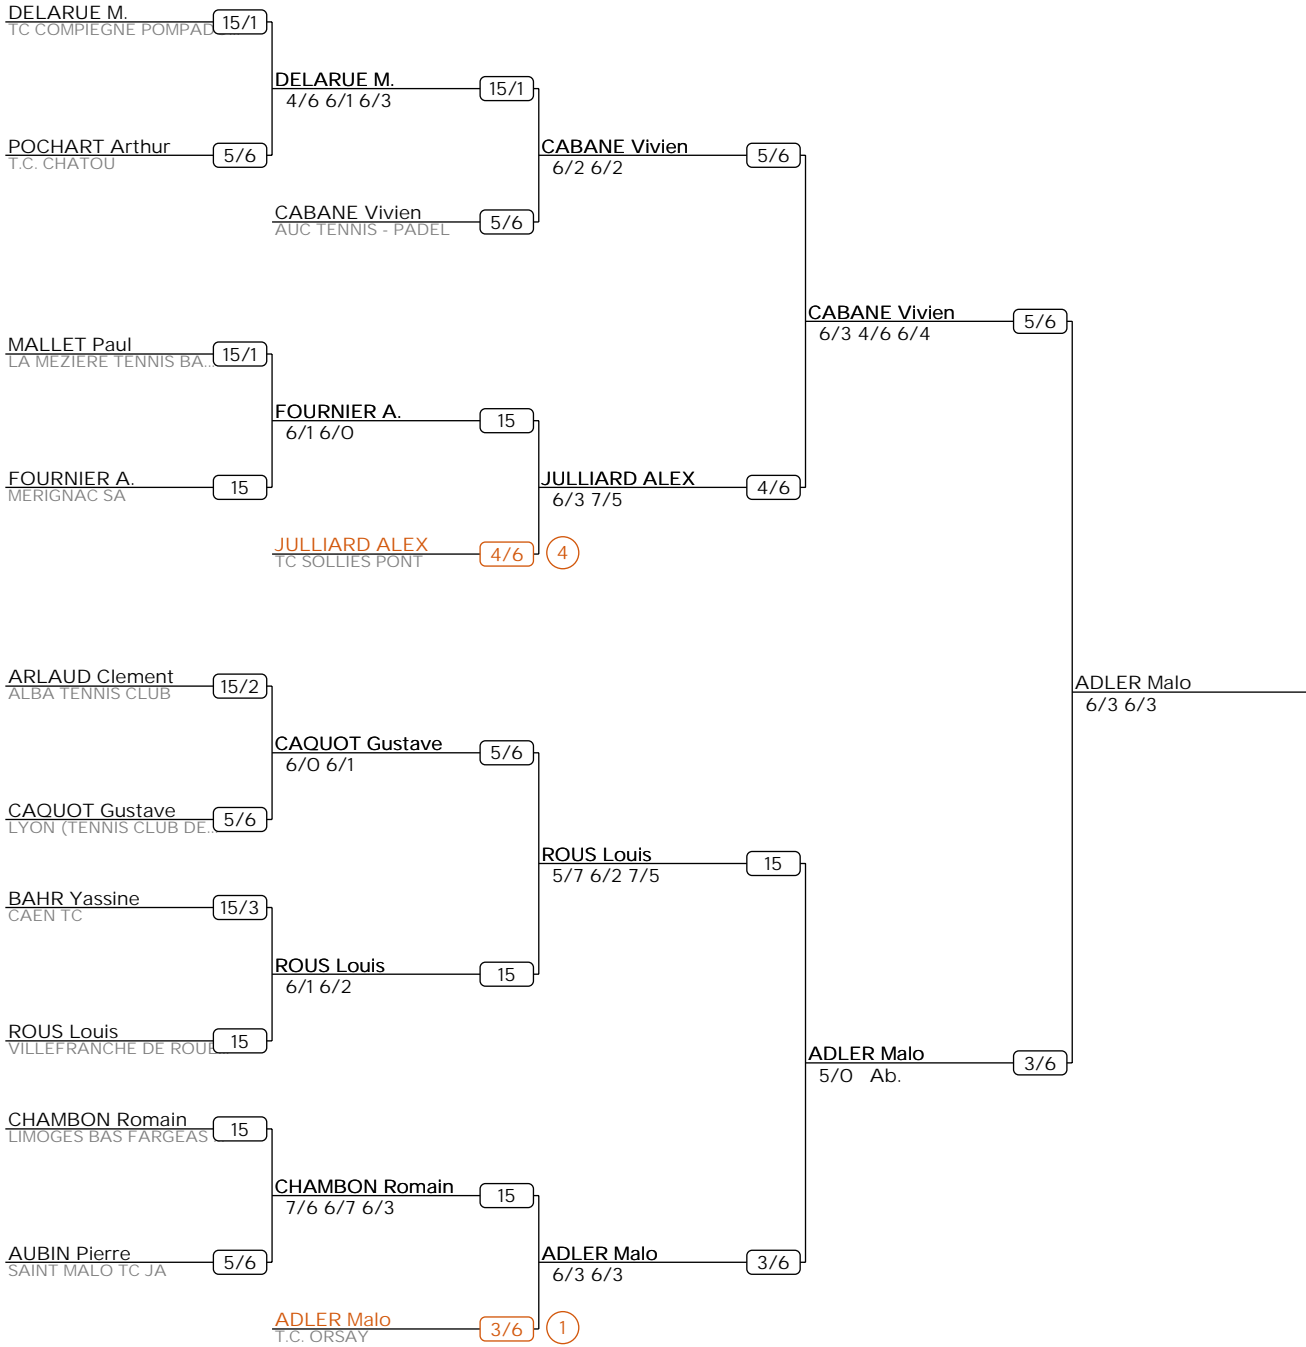 DELARUE M.
15/1
TC COMPIEGNE POMPAD
DELARUE M.
15/1
4/6 6/1 6/3
POCHART Arthur
5/6
T.C. CHATOU
CABANE Vivien
5/6
6/2 6/2
CABANE Vivien
5/6
AUC TENNIS - PADEL
CABANE Vivien
5/6
6/3 4/6 6/4
MALLET Paul
15/1
LA MEZIERE TENNIS BA...
FOURNIER A.
15
6/1 6/0
FOURNIER A.
15
MERIGNAC SA
JULLIARD ALEX
4/6
6/3 7/5
JULLIARD ALEX
4/6
4
TC SOLLIES PONT
ARLAUD Clement
15/2
ALBA TENNIS CLUB
ADLER Malo
6/3 6/3
CAQUOT Gustave
5/6
6/0 6/1
CAQUOT Gustave
5/6
LYON (TENNIS CLUB DE...
ROUS Louis
15
5/7 6/2 7/5
BAHR Yassine
15/3
CAEN TC
ROUS Louis
15
6/1 6/2
ROUS Louis
15
VILLEFRANCHE DE ROUE...
ADLER Malo
3/6
5/0 Ab.
CHAMBON Romain
15
LIMOGES BAS FARGEAS
CHAMBON Romain
15
7/6 6/7 6/3
AUBIN Pierre
5/6
SAINT MALO TC JA
ADLER Malo
3/6
6/3 6/3
ADLER Malo
3/6
1
T.C. ORSAY